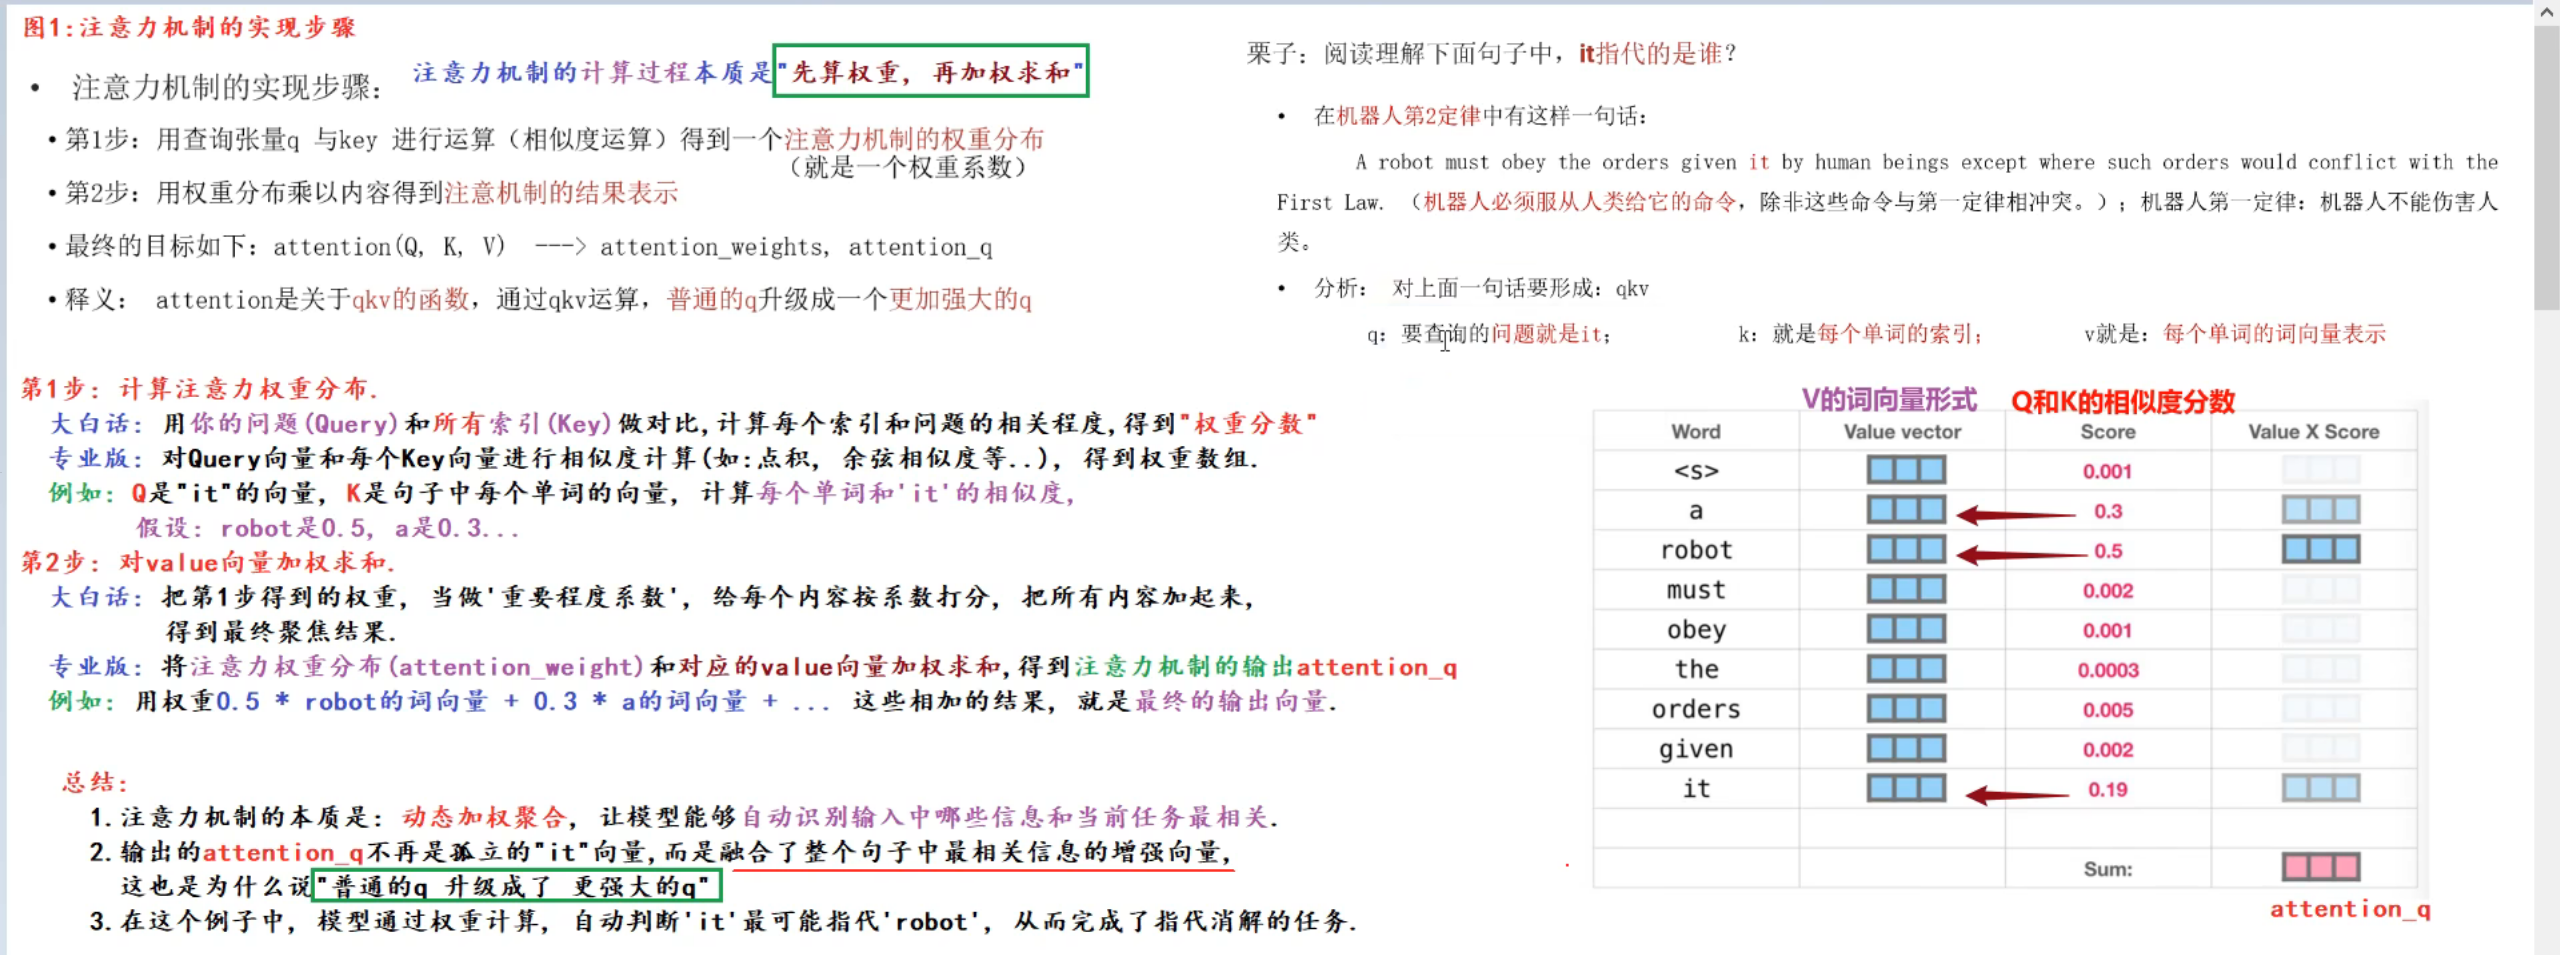 图1:注意力机制的实现步骤
• 注意力机制的实现步骤：
注意力机制的计算过程本质是"先算权重, 再加权求和"
• 第1步：用查询张量q 与key 进行运算（相似度运算）得到一个注意力机制的权重分布
（就是一个权重系数）
• 第2步：用权重分布乘以内容得到注意机制的结果表示
• 最终的目标如下：attention(Q, K, V) ---> attention_weights, attention_q
• 释义： attention是关于qkv的函数，通过qkv运算，普通的q升级成一个更加强大的q
第1步: 计算注意力权重分布.
大白话: 用你的问题(Query)和所有索引(Key)做对比,计算每个索引和问题的相关程度,得到"权重分数"
专业版: 对Query向量和每个Key向量进行相似度计算(如:点积, 余弦相似度等..), 得到权重数组.
例如: Q是"it"的向量, K是句子中每个单词的向量, 计算每个单词和'it'的相似度,
假设: robot是0.5, a是0.3...
第2步: 对value向量加权求和.
大白话: 把第1步得到的权重, 当做'重要程度系数', 给每个内容按系数打分, 把所有内容加起来,
得到最终聚焦结果.
专业版: 将注意力权重分布(attention_weight)和对应的value向量加权求和,得到注意力机制的输出attention_q
例如: 用权重0.5 * robot的词向量 + 0.3 * a的词向量 + ... 这些相加的结果, 就是最终的输出向量.
总结:
1.注意力机制的本质是: 动态加权聚合, 让模型能够自动识别输入中哪些信息和当前任务最相关.
2.输出的attention_q不再是孤立的"it"向量,而是融合了整个句子中最相关信息的增强向量,
这也是为什么说"普通的q 升级成了 更强大的q"
3.在这个例子中, 模型通过权重计算, 自动判断'it'最可能指代'robot', 从而完成了指代消解的任务.
栗子：阅读理解下面句子中，it指代的是谁？
• 在机器人第2定律中有这样一句话：
A robot must obey the orders given it by human beings except where such orders would conflict with the
First Law. （机器人必须服从人类给它的命令，除非这些命令与第一定律相冲突。）；机器人第一定律：机器人不能伤害人
类。
• 分析： 对上面一句话要形成：qkv
q：要查询的问题就是it； k：就是每个单词的索引； v就是：每个单词的词向量表示
V的词向量形式 Q和K的相似度分数
Word Value vector Score Value X Score
<s> 0.001
a 0.3
robot 0.5
must 0.002
obey 0.001
the 0.0003
orders 0.005
given 0.002
it 0.19
Sum:
attention_q